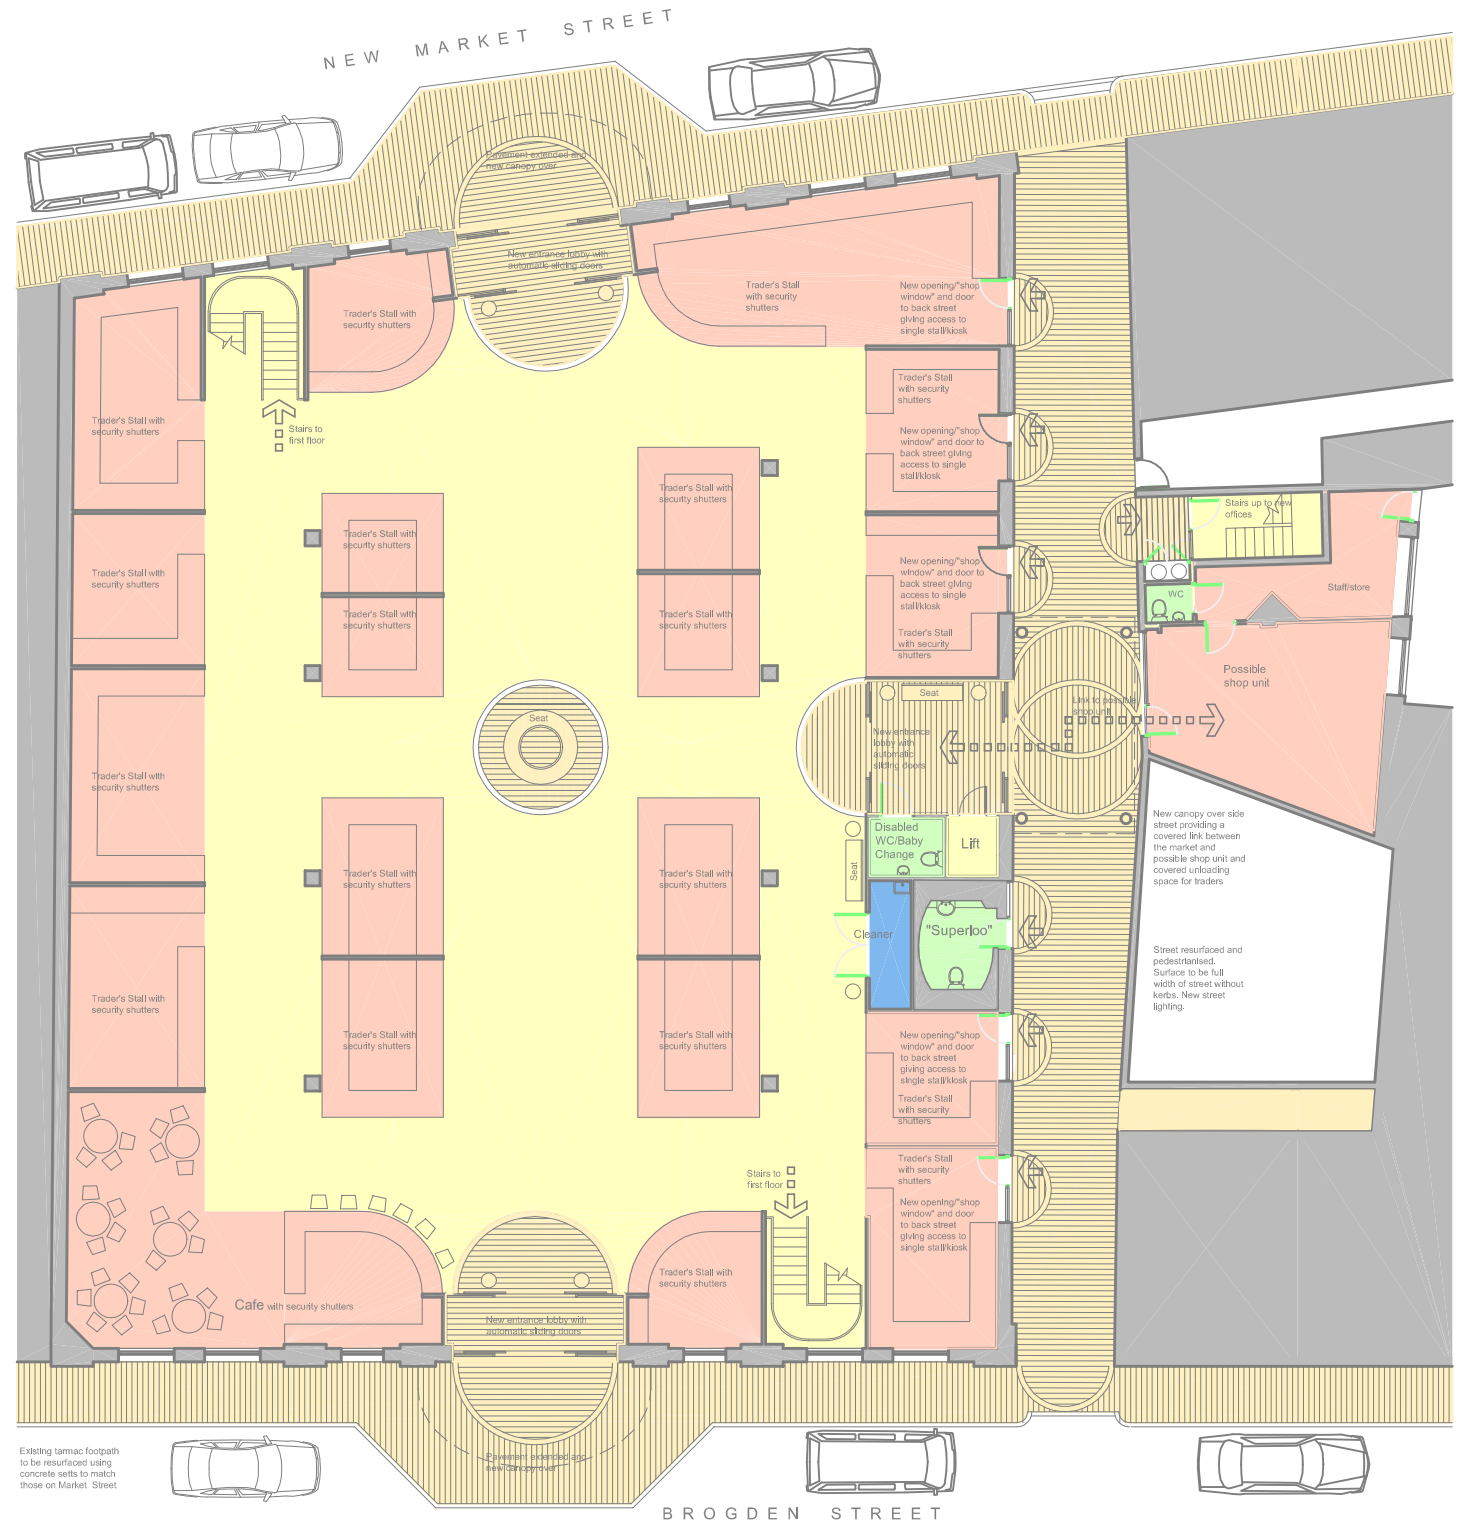 NEW MARKET STREET
Pavement extended and
new canopy over
New entrance lobby with
automatic sliding doors
Trader's Stall with
security shutters
Trader's Stall
with security
shutters
New opening/"shop
window" and door
to back street
giving access to
single stall/kiosk
Trader's Stall
with security
shutters
Trader's Stall with
security shutters
Stairs to
first floor
New opening/"shop
window" and door to
back street giving
access to single
stall/kiosk
Trader's Stall with
security shutters
Trader's Stall with
security shutters
Stairs up to new
offices
Trader's Stall with
security shutters
New opening/"shop
window" and door to
back street giving
access to single
stall/kiosk
Staff/store
WC
Trader's Stall with
security shutters
Trader's Stall with
security shutters
Trader's Stall
with security
shutters
Possible
shop unit
Seat
Seat
Link to possible
shop unit
New entrance
lobby with
automatic
sliding doors
Trader's Stall with
security shutters
New canopy over side
street providing a
covered link between
the market and
possible shop unit and
covered unloading
space for traders
Disabled
WC/Baby
Change
Lift
Seat
Trader's Stall with
security shutters
Trader's Stall with
security shutters
Cleaner
"Superloo"
Street resurfaced and
pedestrianised.
Surface to be full
width of street without
kerbs. New street
lighting.
Trader's Stall with
security shutters
Trader's Stall with
security shutters
Trader's Stall with
security shutters
New opening/"shop
window" and door
to back street
giving access to
single stall/kiosk
Trader's Stall
with security
shutters
Stairs to
first floor
Trader's Stall
with security
shutters
New opening/"shop
window" and door
to back street
giving access to
single stall/kiosk
Trader's Stall with
security shutters
Cafe with security shutters
New entrance lobby with
automatic sliding doors
Existing tarmac footpath
to be resurfaced using
concrete setts to match
those on Market Street
Pavement extended and
new canopy over
BROGDEN STREET